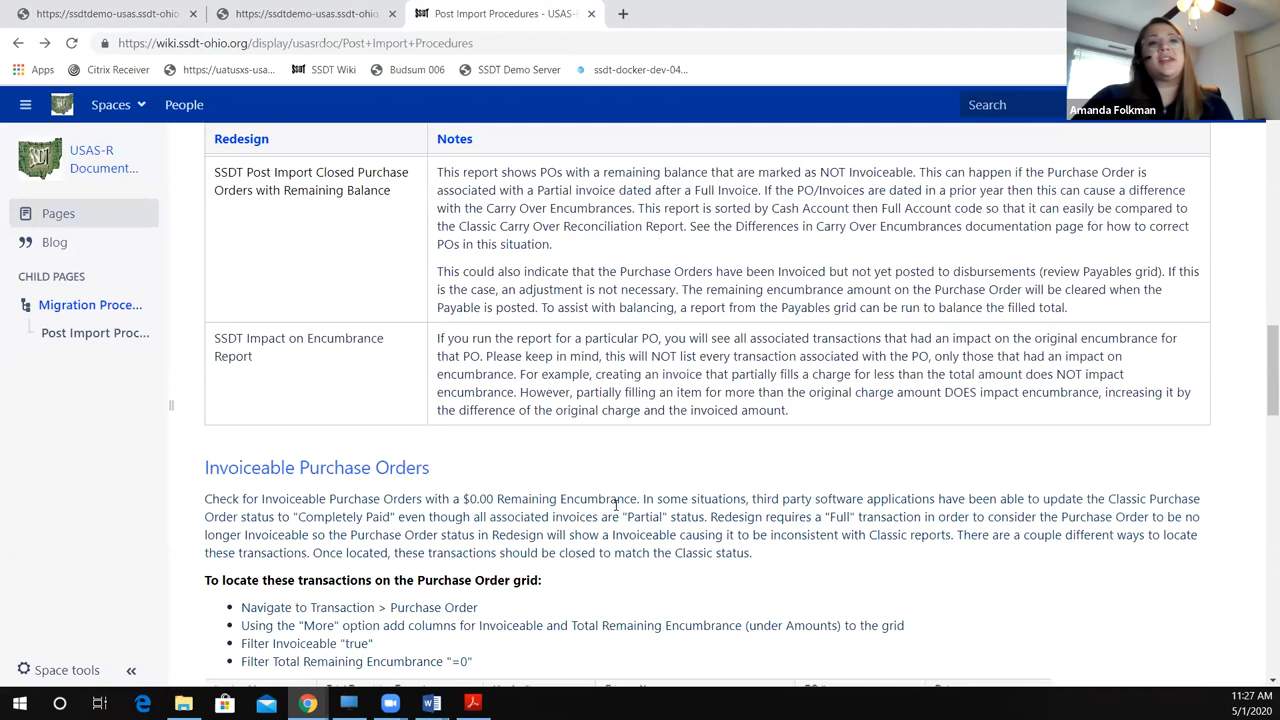 https://ssdtdemo-usas.ssdt-ohio
https://ssdtdemo-usas.ssdt-ohio
Post Import Procedures - USAS-R
https://wiki.ssdt-ohio.org/display/usasrdoc/Post+Import+Procedures
Apps
Citrix Receiver
https://uatusxs-usa...
SSDT Wiki
Budsum 006
SSDT Demo Server
ssdt-docker-dev-04...
Amanda Folkman
Spaces
People
Search
USAS-R
Document...
Pages
Blog
CHILD PAGES
Migration Proce...
Post Import Proc...
Space tools
Redesign
Notes
SSDT Post Import Closed Purchase
Orders with Remaining Balance
This report shows POs with a remaining balance that are marked as NOT Invoiceable. This can happen if the Purchase Order is
associated with a Partial invoice dated after a Full Invoice. If the PO/Invoices are dated in a prior year then this can cause a difference
with the Carry Over Encumbrances. This report is sorted by Cash Account then Full Account code so that it can easily be compared to
the Classic Carry Over Reconciliation Report. See the Differences in Carry Over Encumbrances documentation page for how to correct
POs in this situation.
This could also indicate that the Purchase Orders have been Invoiced but not yet posted to disbursements (review Payables grid). If this
is the case, an adjustment is not necessary. The remaining encumbrance amount on the Purchase Order will be cleared when the
Payable is posted. To assist with balancing, a report from the Payables grid can be run to balance the filled total.
SSDT Impact on Encumbrance
Report
If you run the report for a particular PO, you will see all associated transactions that had an impact on the original encumbrance for
that PO. Please keep in mind, this will NOT list every transaction associated with the PO, only those that had an impact on
encumbrance. For example, creating an invoice that partially fills a charge for less than the total amount does NOT impact
encumbrance. However, partially filling an item for more than the original charge amount DOES impact encumbrance, increasing it by
the difference of the original charge and the invoiced amount.
Invoiceable Purchase Orders
Check for Invoiceable Purchase Orders with a $0.00 Remaining Encumbrance. In some situations, third party software applications have been able to update the Classic Purchase
Order status to "Completely Paid" even though all associated invoices are "Partial" status. Redesign requires a "Full" transaction in order to consider the Purchase Order to be no
longer Invoiceable so the Purchase Order status in Redesign will show a Invoiceable causing it to be inconsistent with Classic reports. There are a couple different ways to locate
these transactions. Once located, these transactions should be closed to match the Classic status.
To locate these transactions on the Purchase Order grid:
Navigate to Transaction > Purchase Order
Using the "More" option add columns for Invoiceable and Total Remaining Encumbrance (under Amounts) to the grid
Filter Invoiceable "true"
Filter Total Remaining Encumbrance "=0"
11:27 AM
5/1/2020